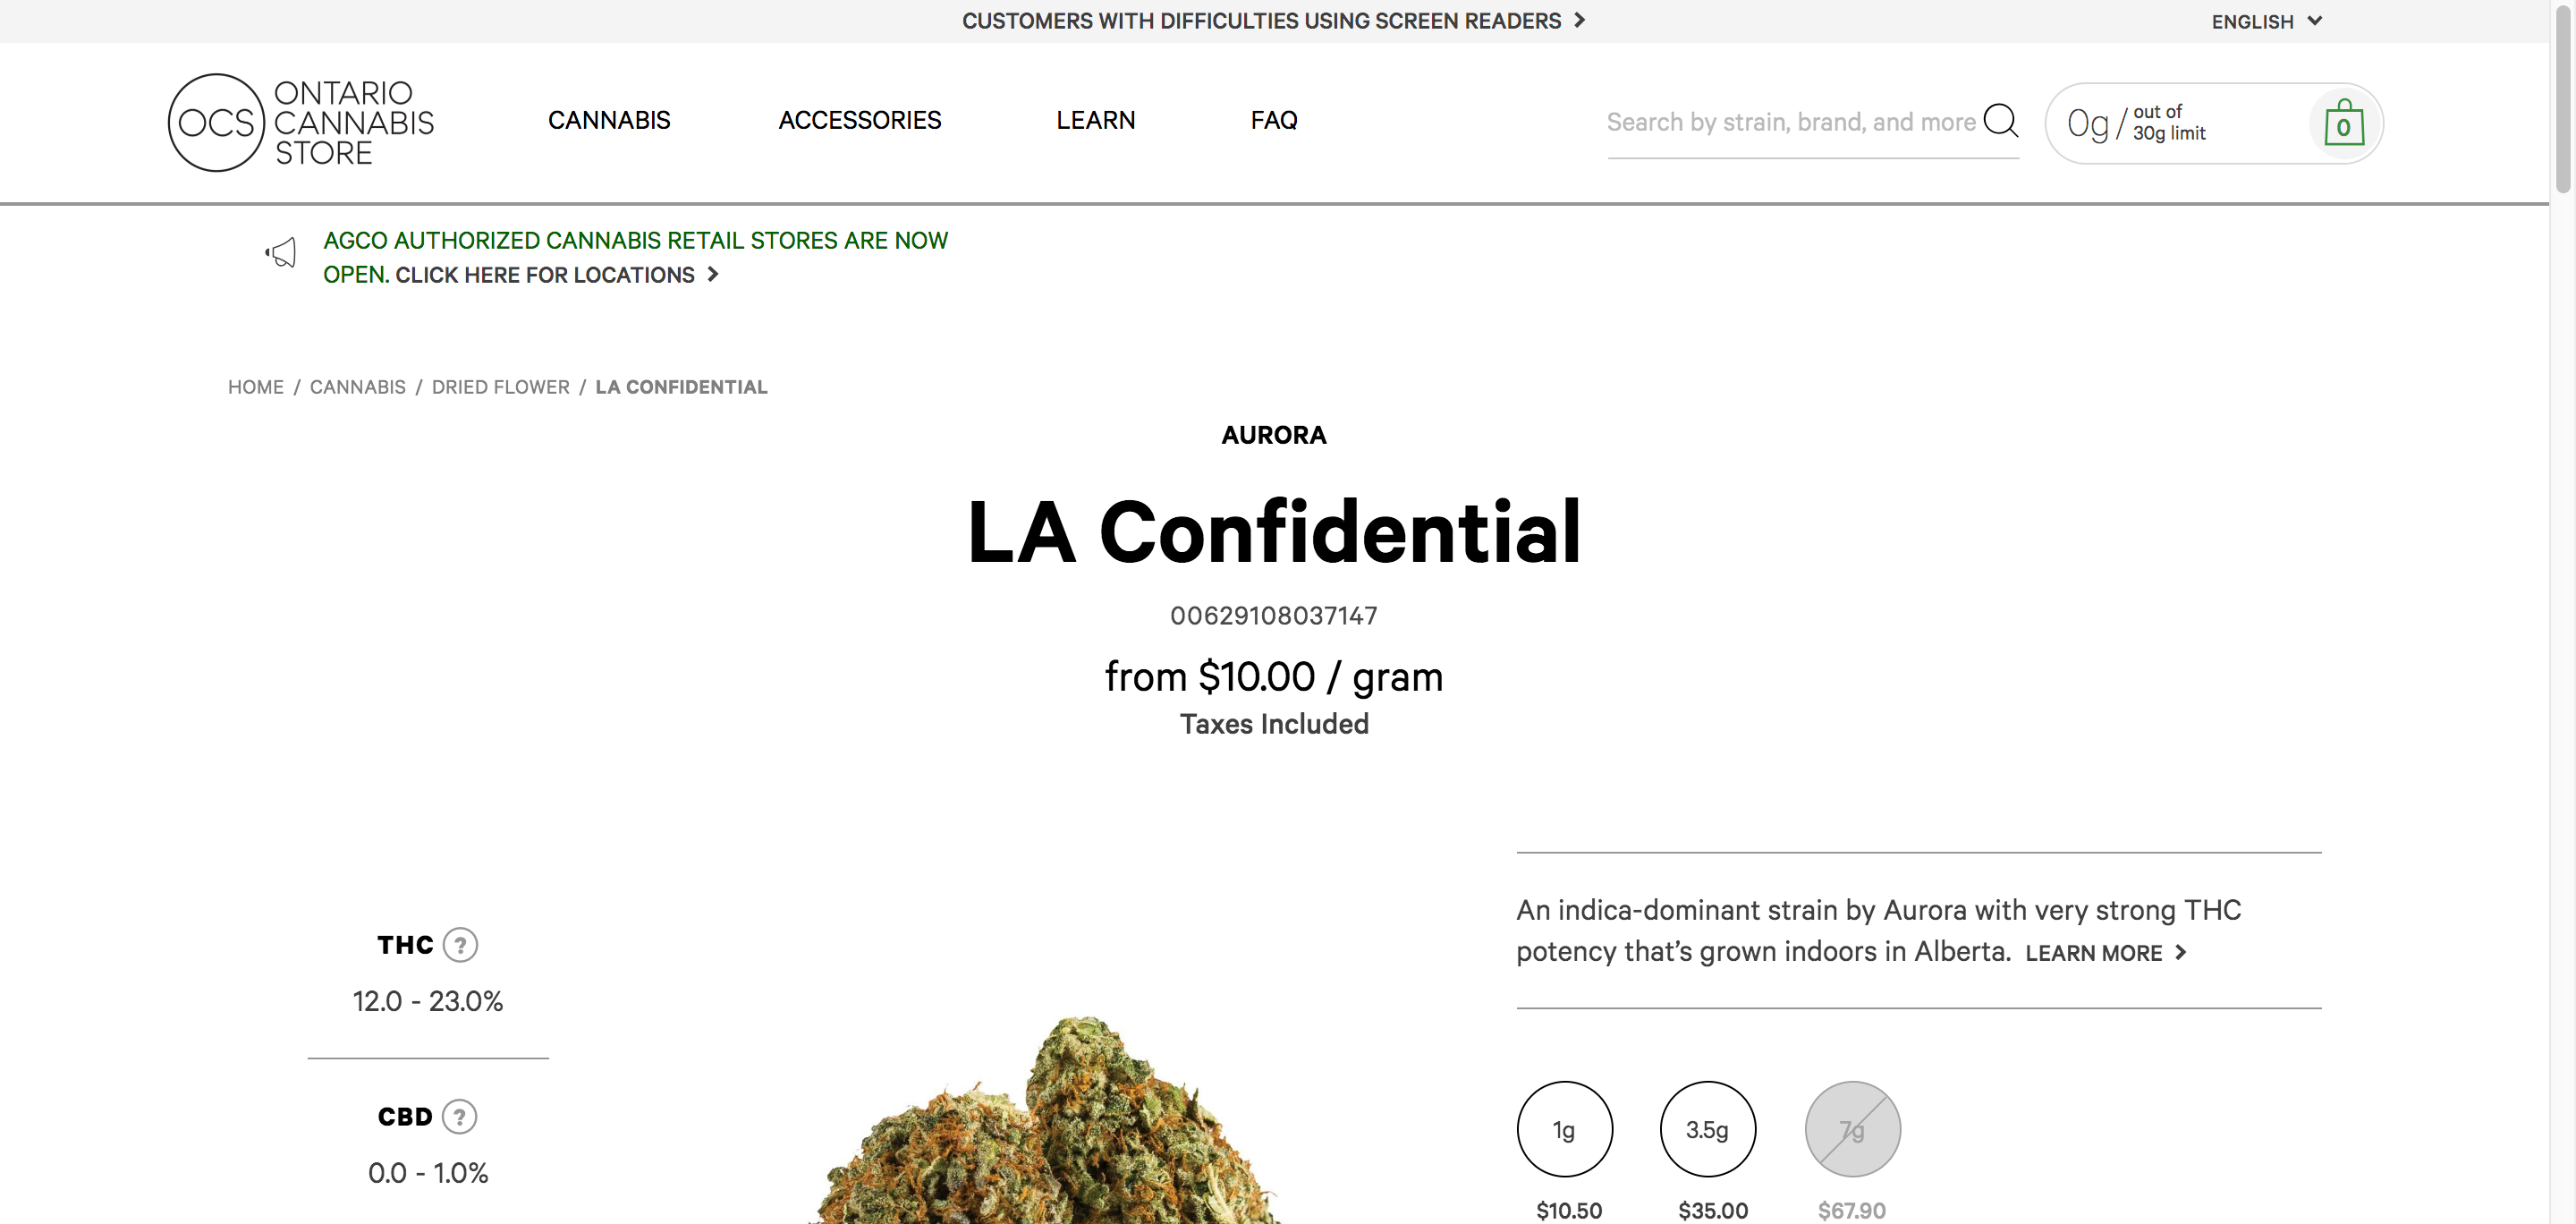 CUSTOMERS WITH DIFFICULTIES USING SCREEN READERS
ENGLISH
OCS
ONTARIO
CANNABIS
STORE
CANNABIS
ACCESSORIES
LEARN
FAQ
Search by strain, brand, and more
0g / out of
30g limit
0
AGCO AUTHORIZED CANNABIS RETAIL STORES ARE NOW
OPEN. CLICK HERE FOR LOCATIONS
HOME / CANNABIS / DRIED FLOWER / LA CONFIDENTIAL
AURORA
LA Confidential
00629108037147
from $10.00 / gram
Taxes Included
THC ?
12.0 - 23.0%
CBD ?
0.0 - 1.0%
An indica-dominant strain by Aurora with very strong THC
potency that’s grown indoors in Alberta. LEARN MORE
1g
3.5g
7g
$10.50
$35.00
$67.90